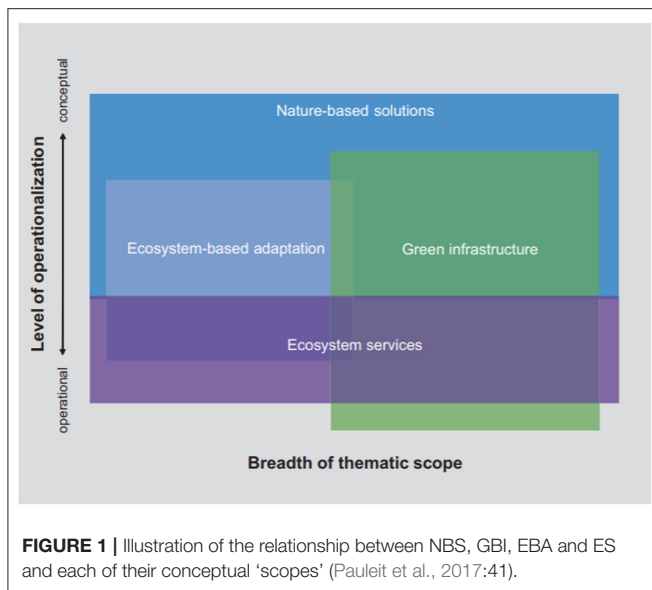 conceptual
Nature-based solutions
Level of operationalization
Ecosystem-based adaptation
Green infrastructure
Ecosystem services
operational
Breadth of thematic scope
FIGURE 1 | Illustration of the relationship between NBS, GBI, EBA and ES
and each of their conceptual ‘scopes’ (Pauleit et al., 2017:41).